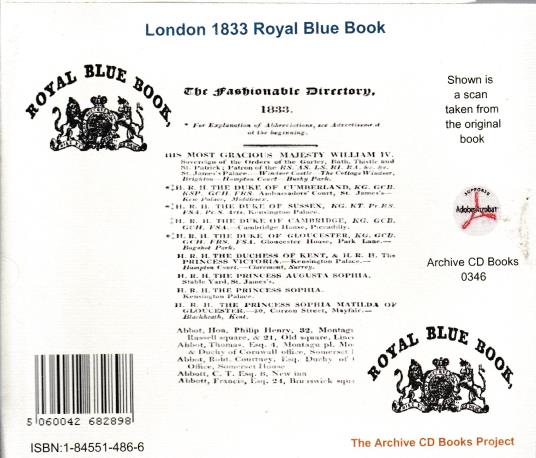 London 1833 Royal Blue Book
ROYAL BLUE BOOK,
The Fashionable Directory,
1833.
* For Explanation of Abbreviations, see Advertisement
at the beginning.
HIS MOST GRACIOUS MAJESTY WILLIAM IV.
Sovereign of the Orders of the Garter, Bath, Thistle and
St. Patrick; Patron of the RS. AS. LS. RI. RA. &c. &c.
St. James's Palace.—Windsor Castle—The Cottage Windsor,
Brighton—Hampton Court—Bushy Park.
H. R. H. THE DUKE OF CUMBERLAND, KG. GCB.
KSP. GCH. FRS. Ambassadors' Court, St. James's—
Kew Palace, Middlesex.
H. R. H. THE DUKE OF SUSSEX, KG. KT. Pr RS.
FSA. Pr S. Arts, Kensington Palace.
H. R. H. THE DUKE OF CAMBRIDGE, KG. GCB,
GCH, FSA.—Cambridge House, Piccadilly.
H. R. H. THE DUKE OF GLOUCESTER, KG. GCB.
GCH. FRS. FSA. Gloucester House, Park Lane.—
Bagshot Park.
H. R. H. THE DUCHESS OF KENT, & H. R. H. The
PRINCESS VICTORIA.—Kensington Palace.—
Hampton Court.—Claremont, Surrey.
H. R. H. THE PRINCESS AUGUSTA SOPHIA,
Stable Yard, St. James's.
H. R. H. THE PRINCESS SOPHIA.
Kensington Palace.
H. R. H. THE PRINCESS SOPHIA MATILDA OF
GLOUCESTER.—30, Curzon Street, Mayfair.—
Blackheath, Kent.
Abbot, Hon. Philip Henry, 32, Montag
Russell square, & 21, Old square, Linc
Abbot, Thomas, Esq. 4, Montagu pl. Mo
& Duchy of Cornwall office, Somerset
Abbot, Robt. Courtney, Esq. Duchy of
Office, Somerset House
Abbott, C. T. Esq. 8, New inn
Abbott, Francis, Esq. 24, Brunswick squ
Shown is
a scan
taken from
the original
book
SUPPORTS
Adobe Acrobat
Archive CD Books
0346
ROYAL BLUE BOOK,
5 060042 682898
ISBN:1-84551-486-6
The Archive CD Books Project